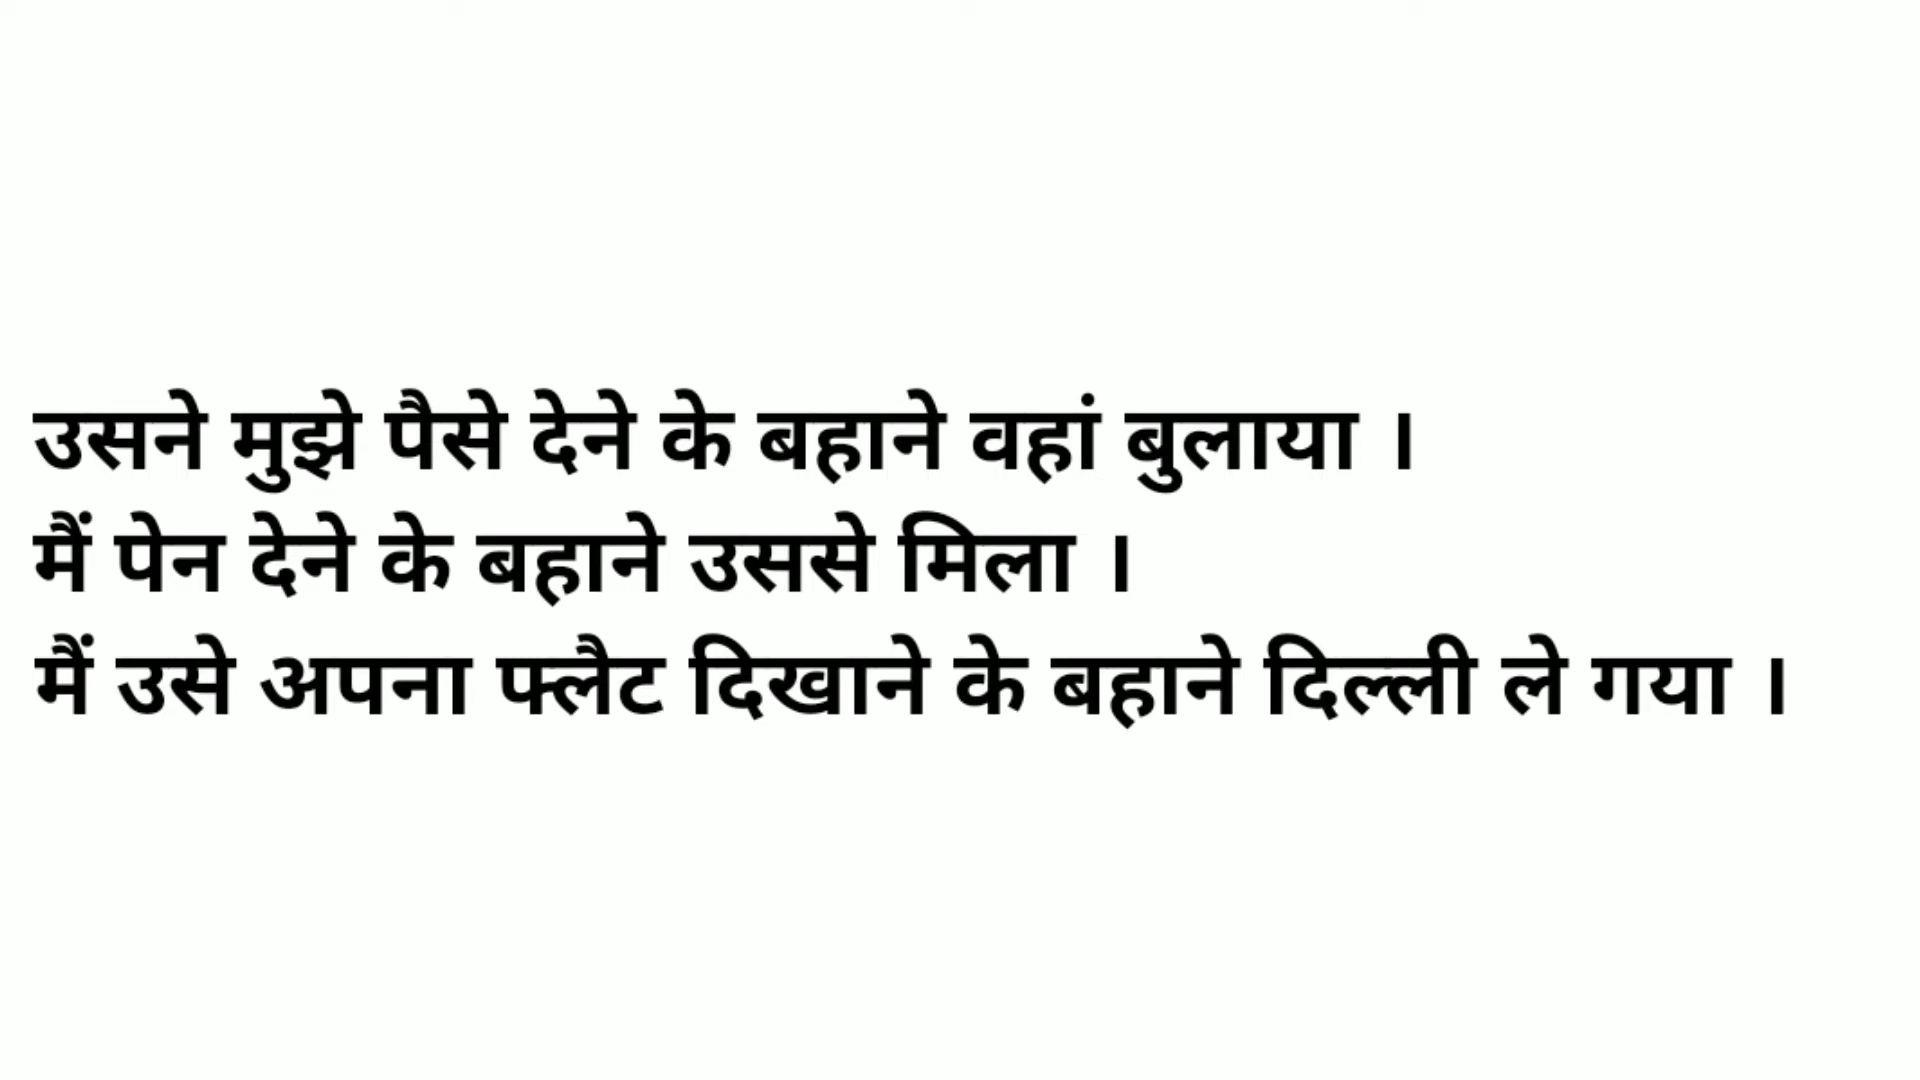 उसने मुझे पैसे देने के बहाने वहां बुलाया ।
मैं पेन देने के बहाने उससे मिला ।
मैं उसे अपना फ्लैट दिखाने के बहाने दिल्ली ले गया ।